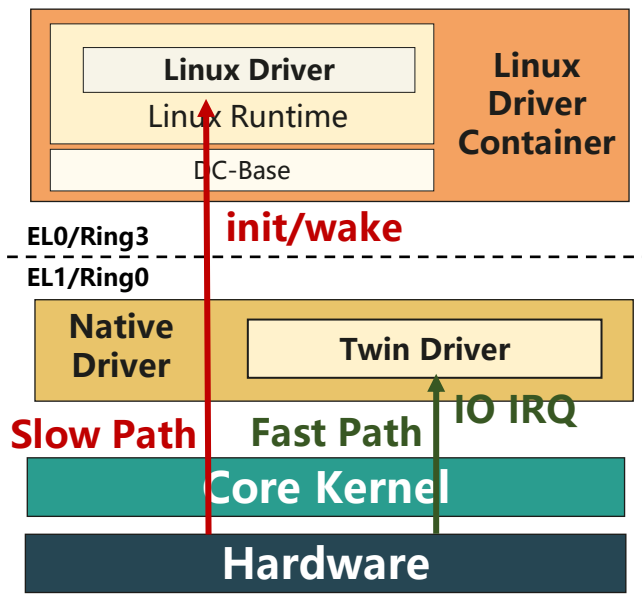 Linux Driver
Linux Runtime
DC-Base
Linux
Driver
Container
init/wake
EL0/Ring3
EL1/Ring0
Native
Driver
Twin Driver
IO IRQ
Slow Path
Fast Path
Core Kernel
Hardware